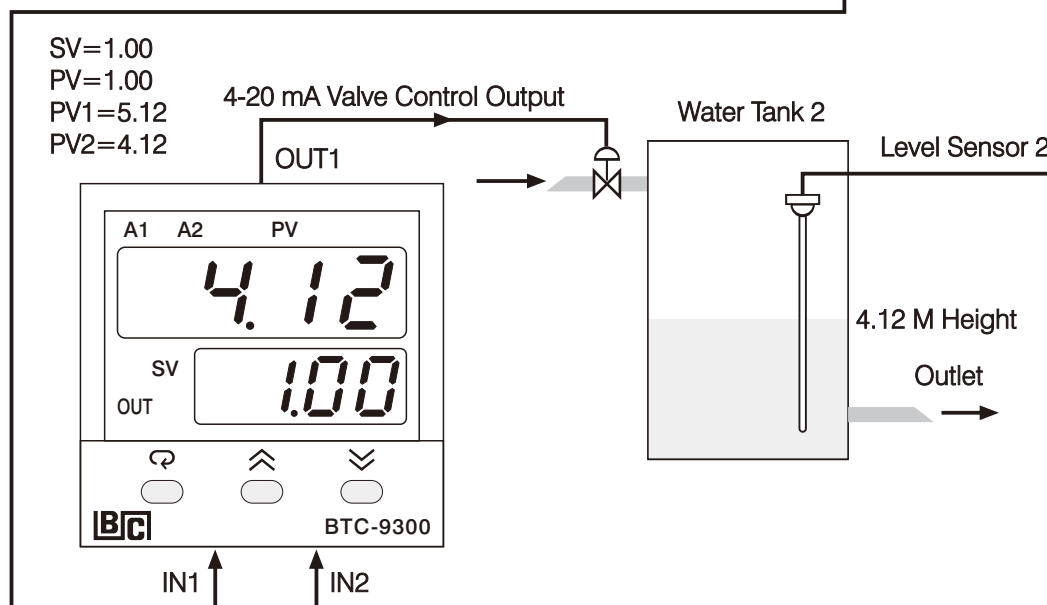 SV=1.00
PV=1.00
PV1=5.12
PV2=4.12
4-20 mA Valve Control Output
OUT1
Water Tank 2
Level Sensor 2
A1 A2 PV
4.12
SV
1.00
OUT
4.12 M Height
Outlet
BTC
BTC-9300
IN1
IN2